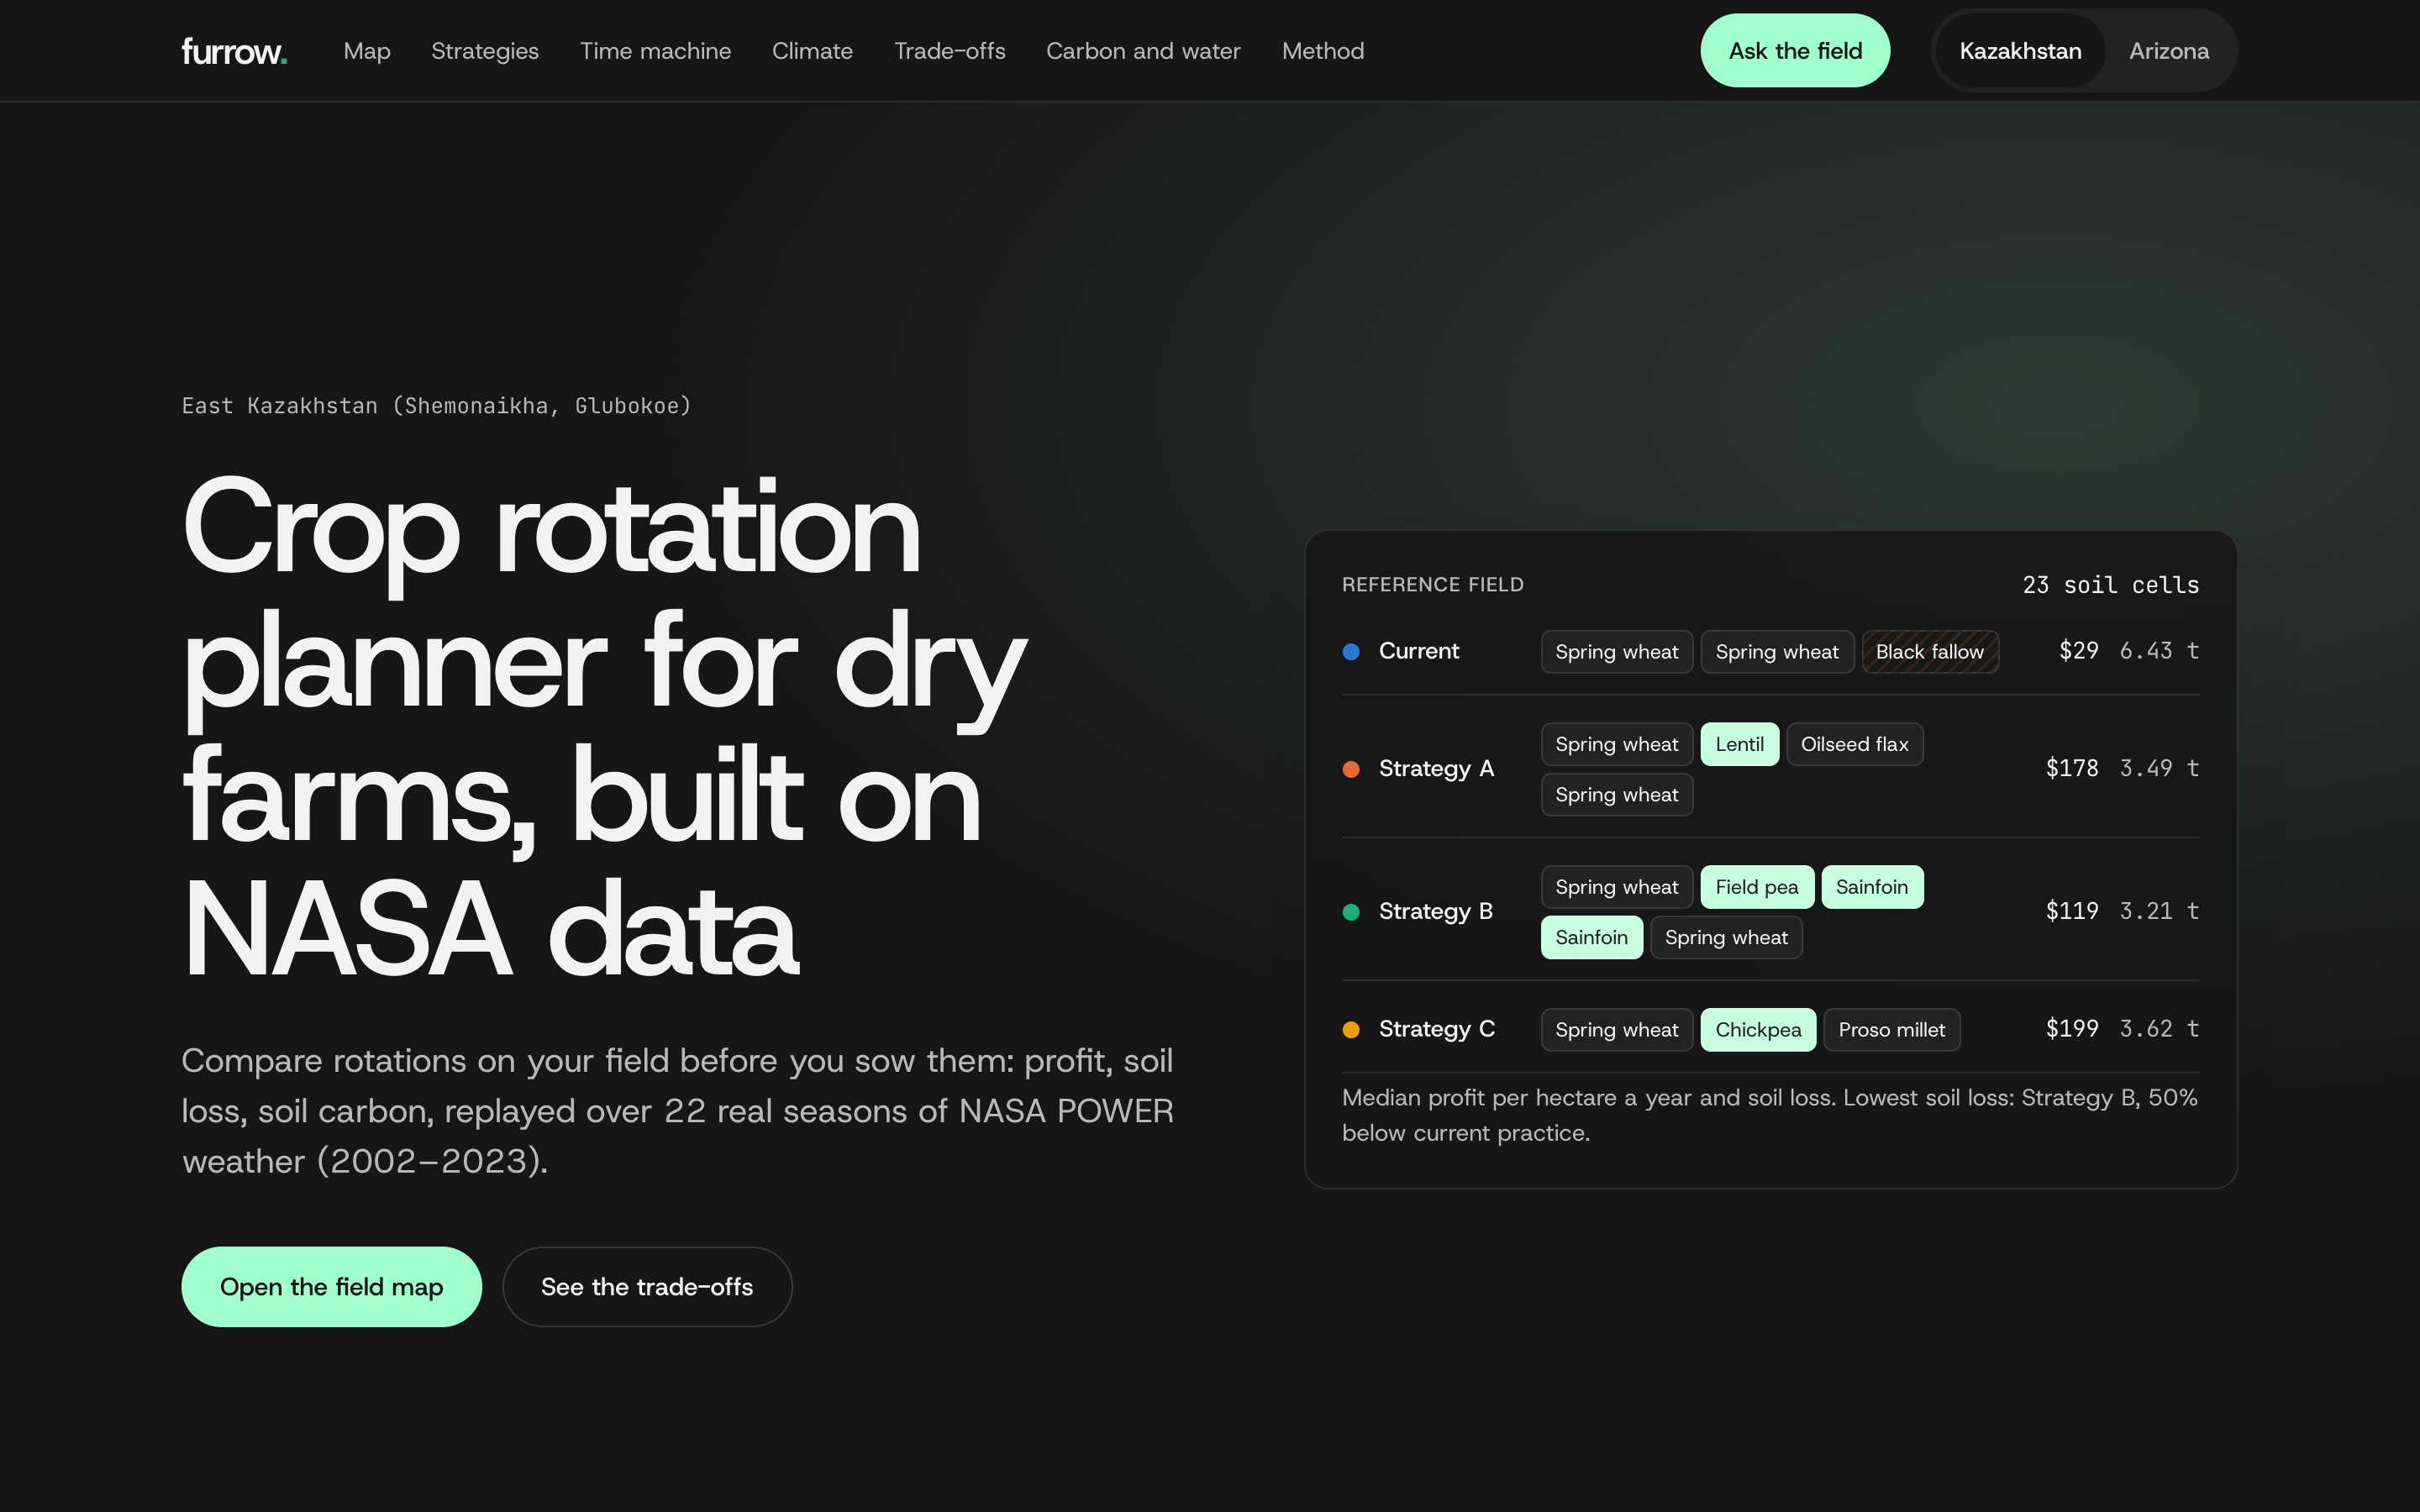 furrow.
Map Strategies Time machine Climate Trade-offs Carbon and water Method
Ask the field
Kazakhstan Arizona
East Kazakhstan (Shemonaikha, Glubokoe)
Crop rotation
planner for dry
farms, built on
NASA data
Compare rotations on your field before you sow them: profit, soil
loss, soil carbon, replayed over 22 real seasons of NASA POWER
weather (2002–2023).
Open the field map
See the trade-offs
REFERENCE FIELD 23 soil cells
Current Spring wheat Spring wheat Black fallow $29 6.43 t
Strategy A Spring wheat Lentil Oilseed flax $178 3.49 t
Spring wheat
Strategy B Spring wheat Field pea Sainfoin $119 3.21 t
Sainfoin Spring wheat
Strategy C Spring wheat Chickpea Proso millet $199 3.62 t
Median profit per hectare a year and soil loss. Lowest soil loss: Strategy B, 50%
below current practice.